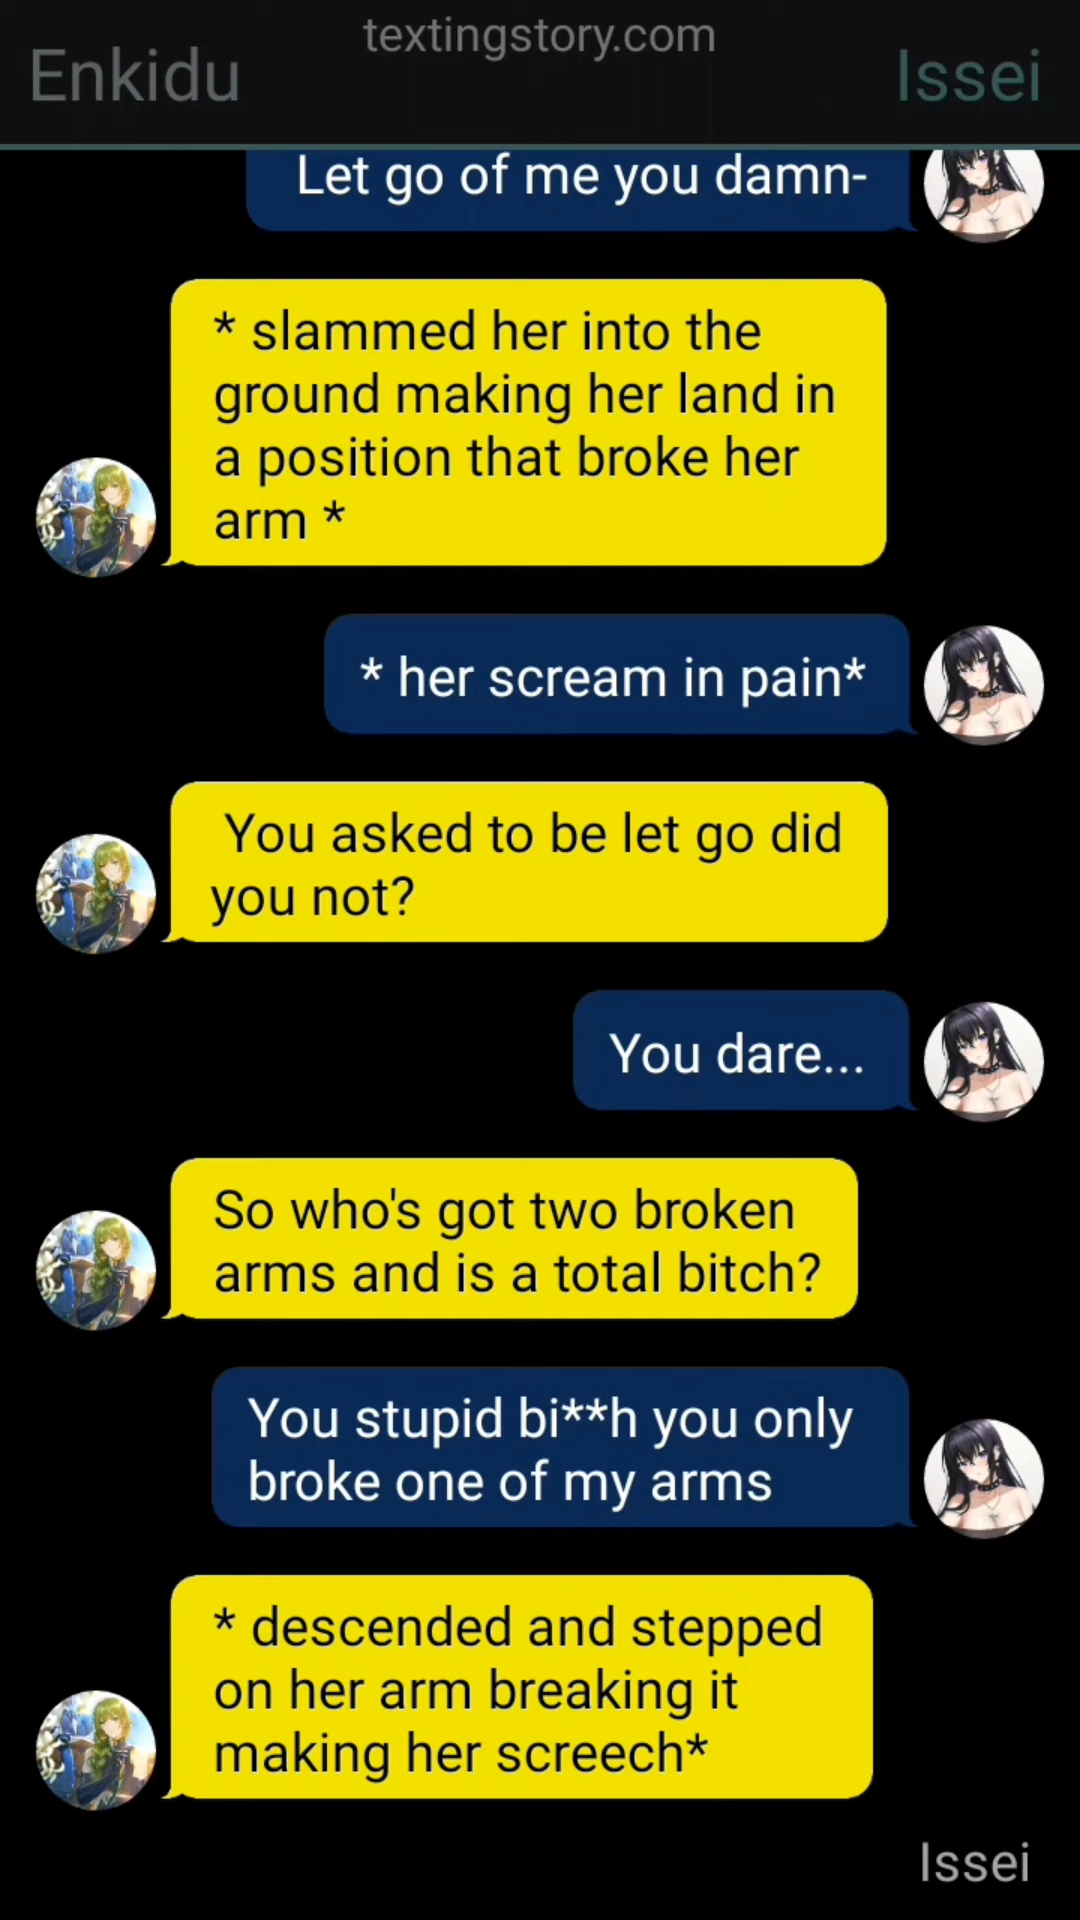 textingstory.com
Enkidu
Issei
Let go of me you damn-
* slammed her into the
ground making her land in
a position that broke her
arm *
* her scream in pain*
You asked to be let go did
you not?
You dare...
So who's got two broken
arms and is a total bitch?
You stupid bi**h you only
broke one of my arms
* descended and stepped
on her arm breaking it
making her screech*
Issei